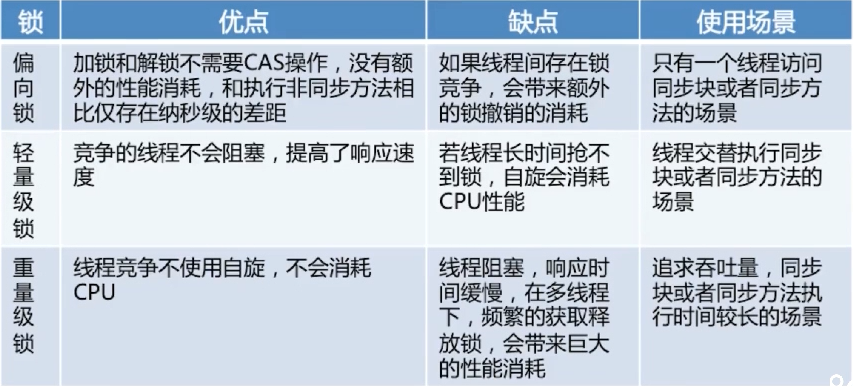 锁
优点
缺点
使用场景
偏
向
锁
加锁和解锁不需要CAS操作，没有额
外的性能消耗，和执行非同步方法相
比仅存在纳秒级的差距
如果线程间存在锁
竞争，会带来额外
的锁撤销的消耗
只有一个线程访问
同步块或者同步方
法的场景
轻
量
级
锁
竞争的线程不会阻塞，提高了响应速
度
若线程长时间抢不
到锁，自旋会消耗
CPU性能
线程交替执行同步
块或者同步方法的
场景
重
量
级
锁
线程竞争不使用自旋，不会消耗
CPU
线程阻塞，响应时
间缓慢，在多线程
下，频繁的获取释
放锁，会带来巨大
的性能消耗
追求吞吐量，同步
块或者同步方法执
行时间较长的场景